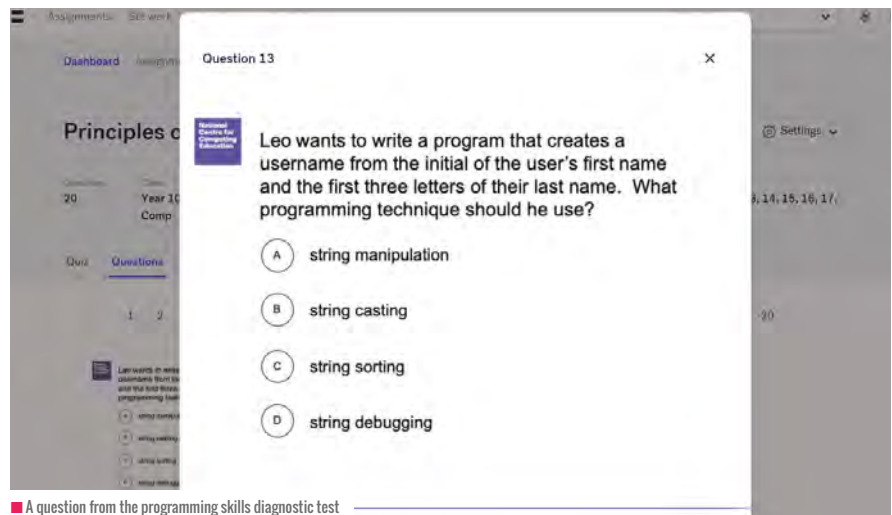 Assignments Set work
Question 13
Dashboard
National
Centre for
Computing
Education
Principles o
Settings
Leo wants to write a program that creates a
username from the initial of the user's first name
and the first three letters of their last name. What
programming technique should he use?
20
Year 10
Comp
, 14, 15, 16, 17,
A string manipulation
Quiz Questions
B string casting
1 2
20
C string sorting
D string debugging
A question from the programming skills diagnostic test